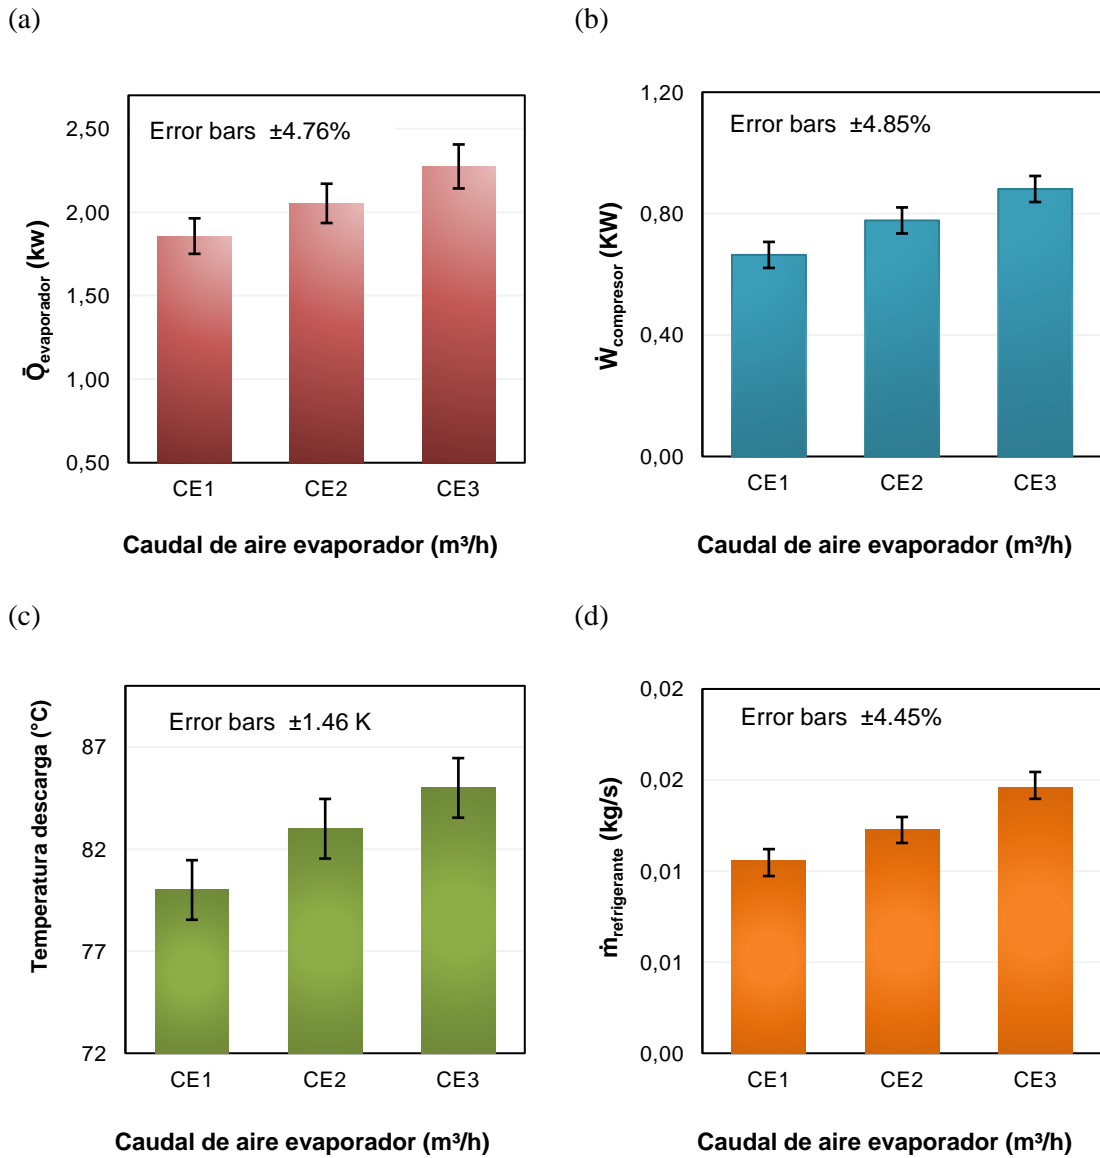 (a)
Error bars ±4.76%
2,50
2,00
1,50
1,00
0,50
Q̄evaporador (kw)
CE1 CE2 CE3
Caudal de aire evaporador (m³/h)
(b)
Error bars ±4.85%
1,20
0,80
0,40
0,00
Ẇcompresor (KW)
CE1 CE2 CE3
Caudal de aire evaporador (m³/h)
(c)
Error bars ±1.46 K
87
82
77
72
Temperatura descarga (°C)
CE1 CE2 CE3
Caudal de aire evaporador (m³/h)
(d)
Error bars ±4.45%
0,02
0,02
0,01
0,01
0,00
ṁrefrigerante (kg/s)
CE1 CE2 CE3
Caudal de aire evaporador (m³/h)